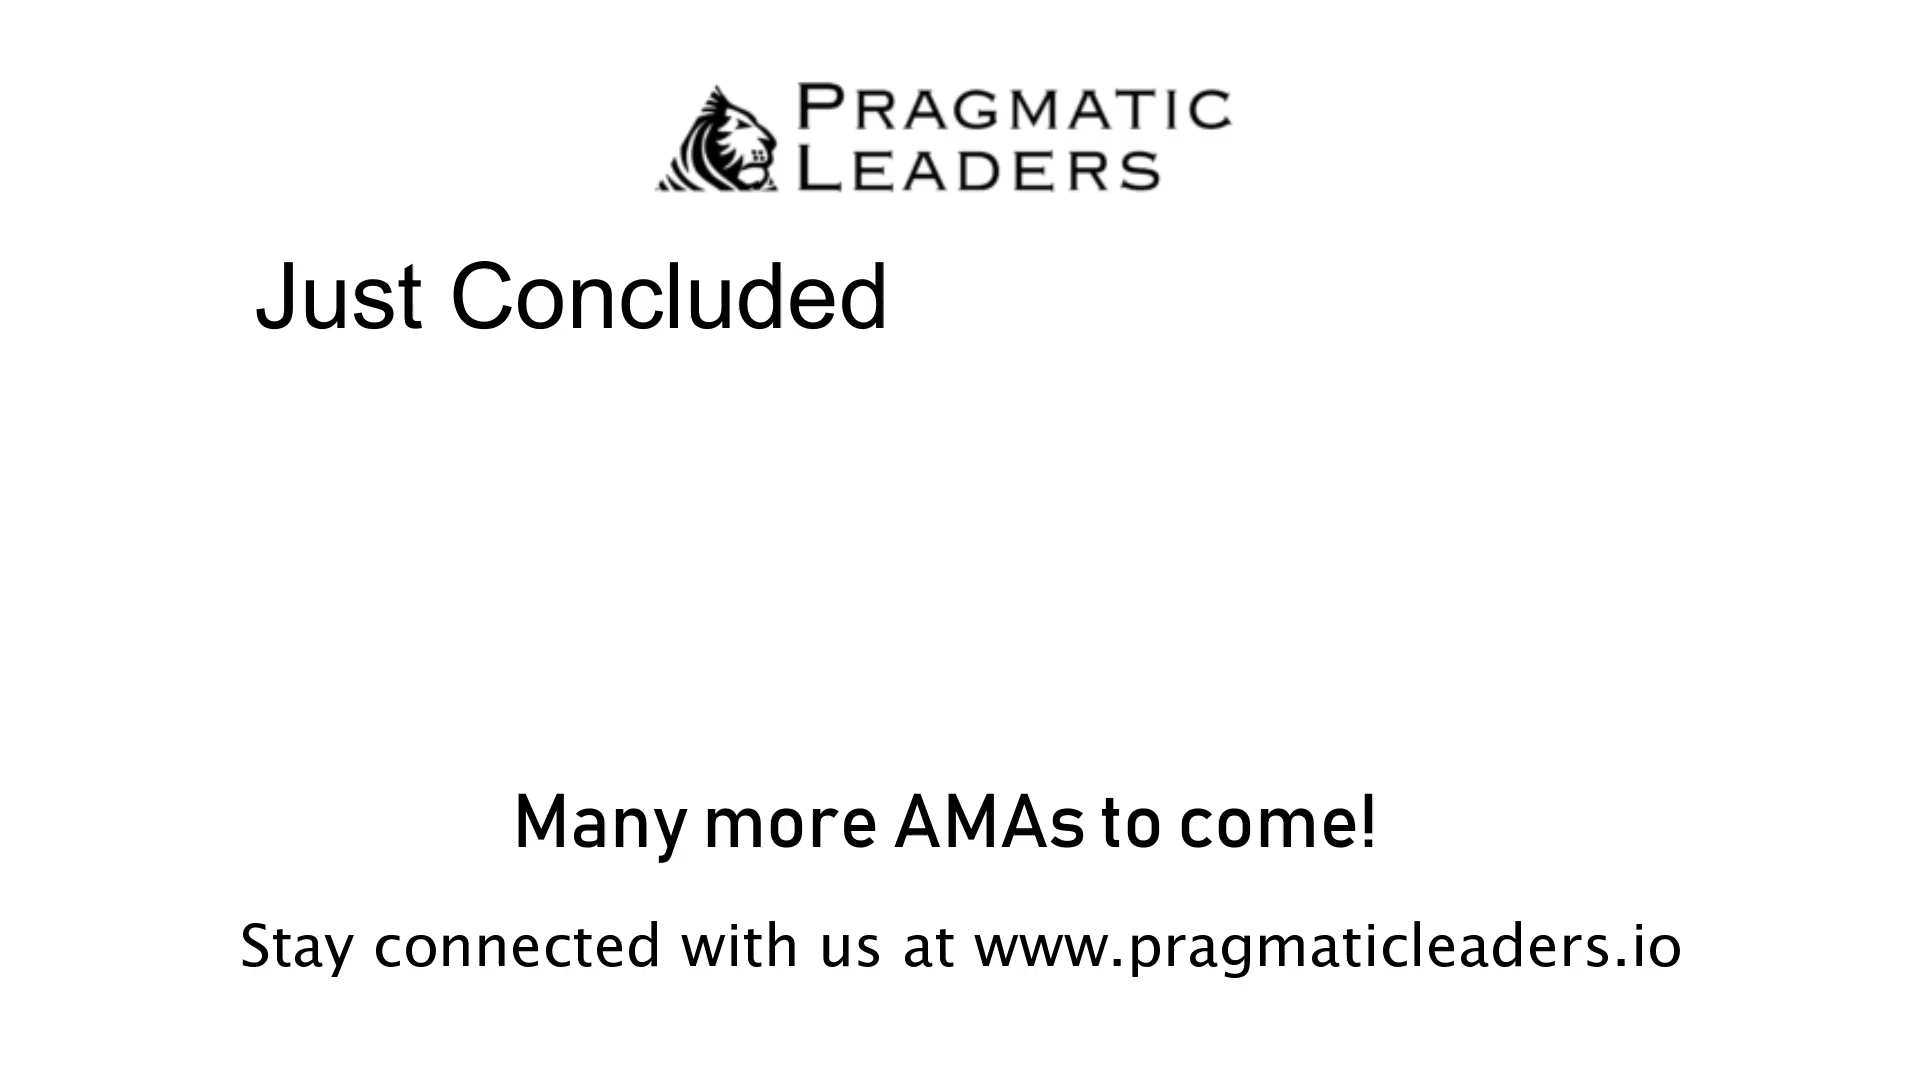 PRAGMATIC
LEADERS
Just Concluded
Many more AMAs to come!
Stay connected with us at www.pragmaticleaders.io